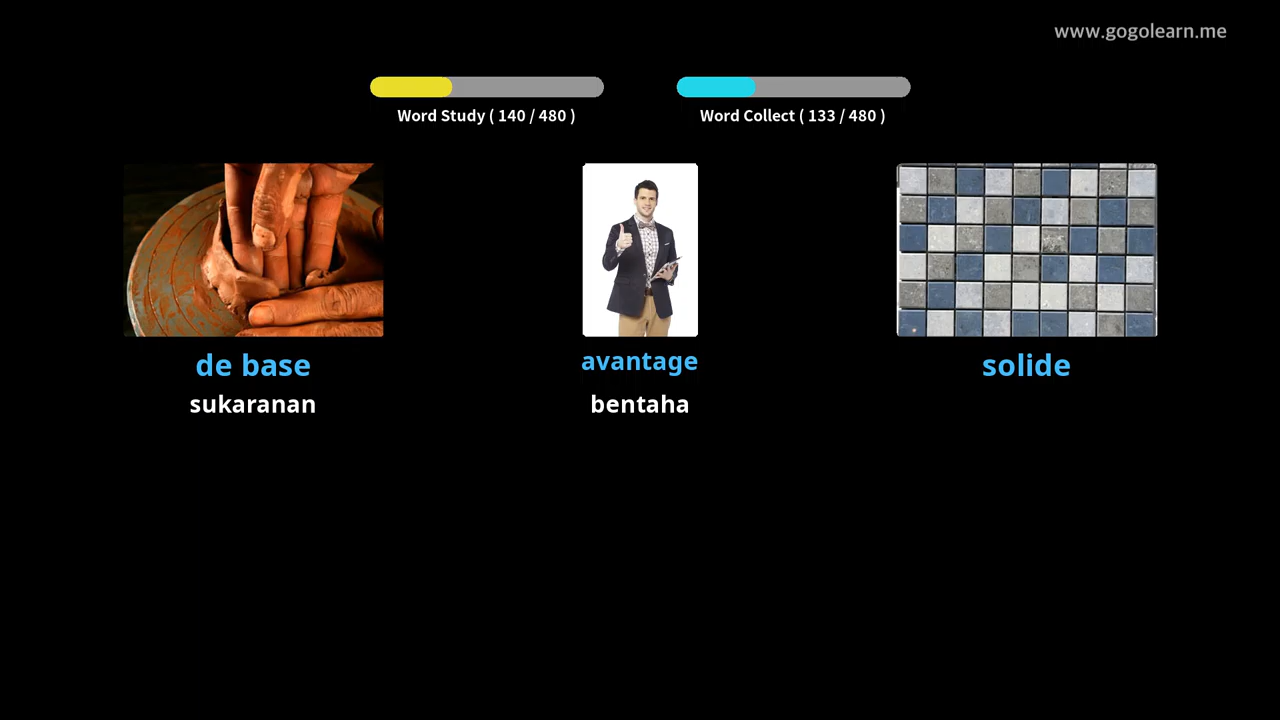 www.gogolearn.me
Word Study ( 140 / 480 )
Word Collect ( 133 / 480 )
de base
avantage
solide
sukaranan
bentaha